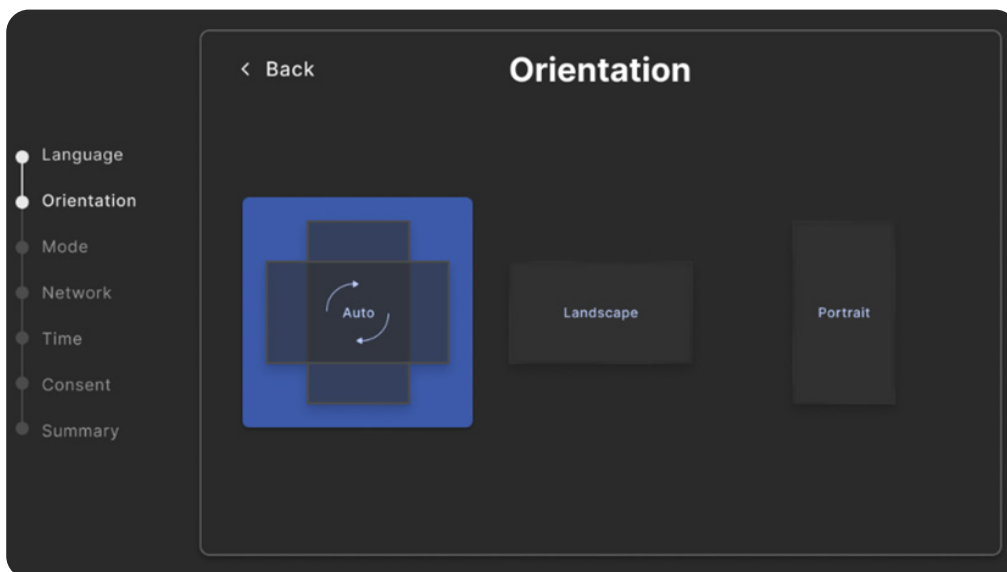 Back
Orientation
Language
Orientation
Mode
Network
Time
Consent
Summary
Auto
Landscape
Portrait